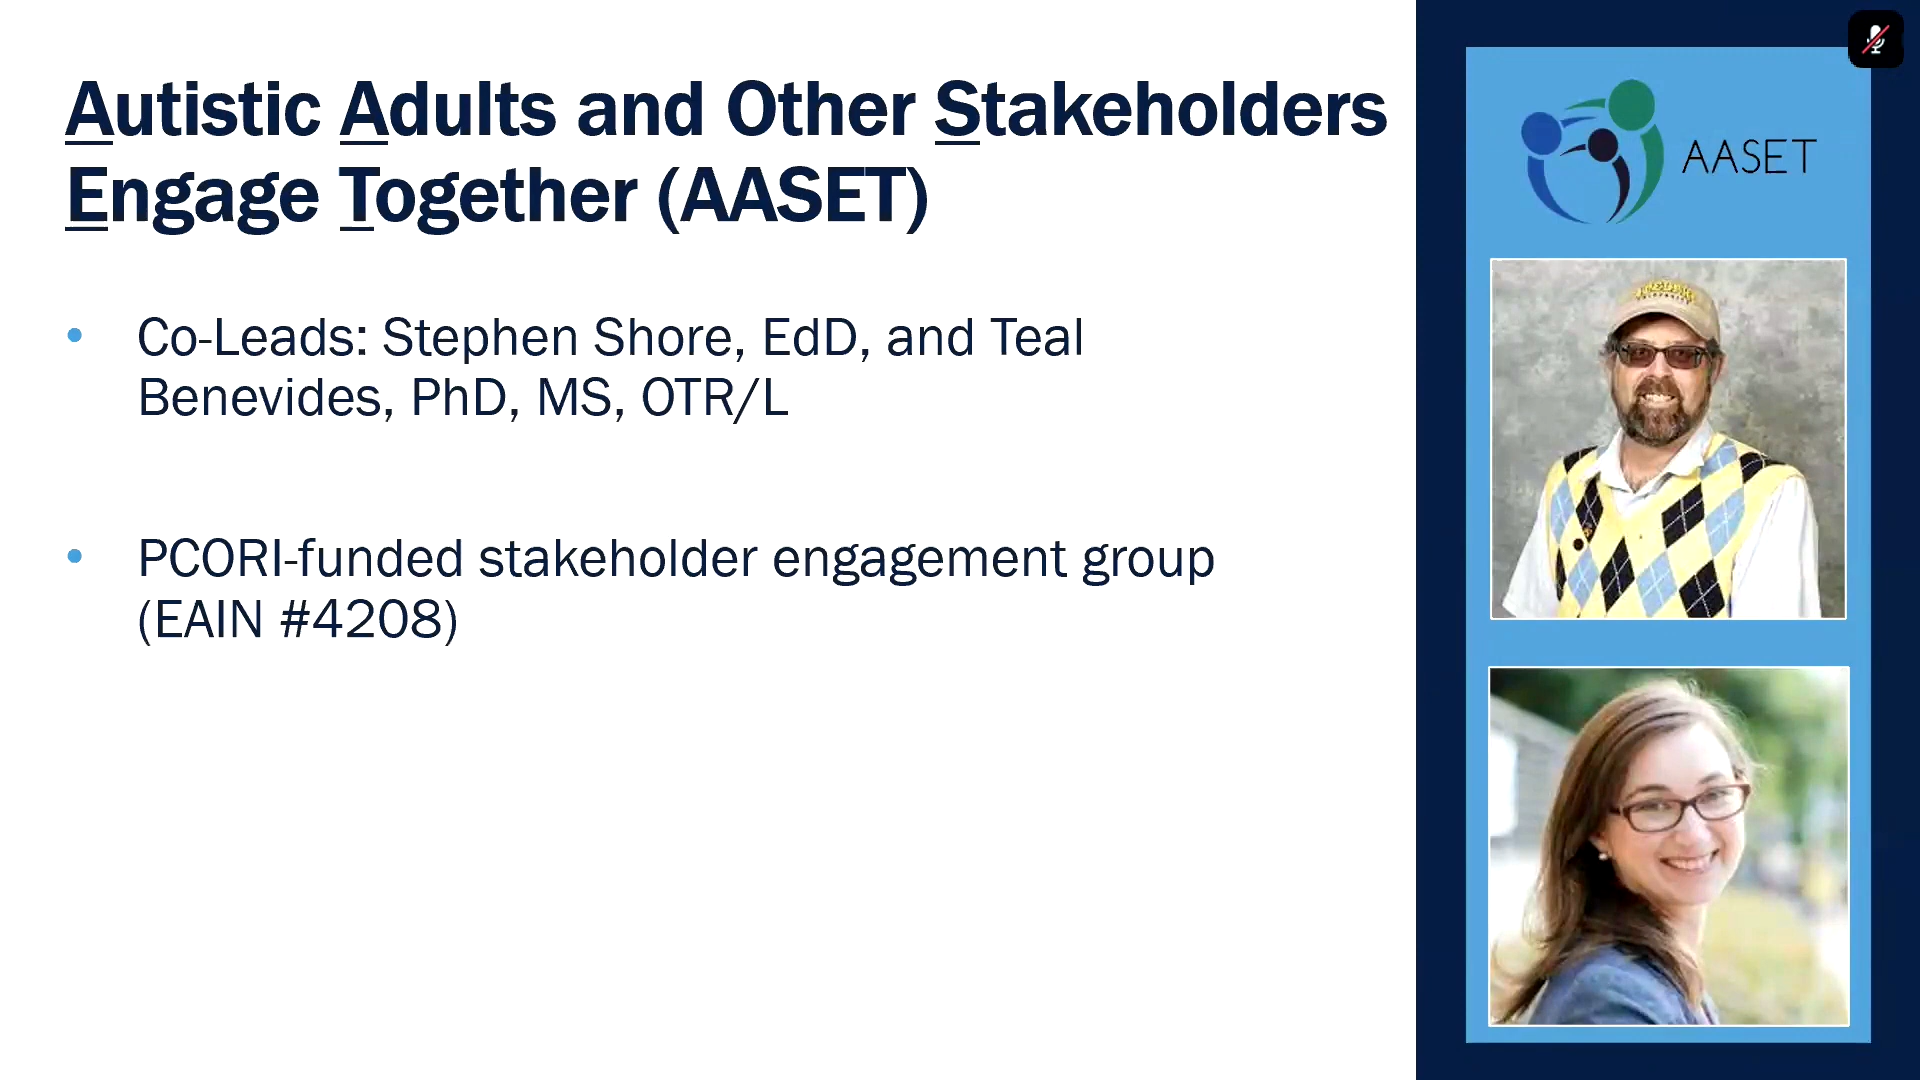 Autistic Adults and Other Stakeholders
Engage Together (AASET)
Co-Leads: Stephen Shore, EdD, and Teal
Benevides, PhD, MS, OTR/L
PCORI-funded stakeholder engagement group
(EAIN #4208)
AASET